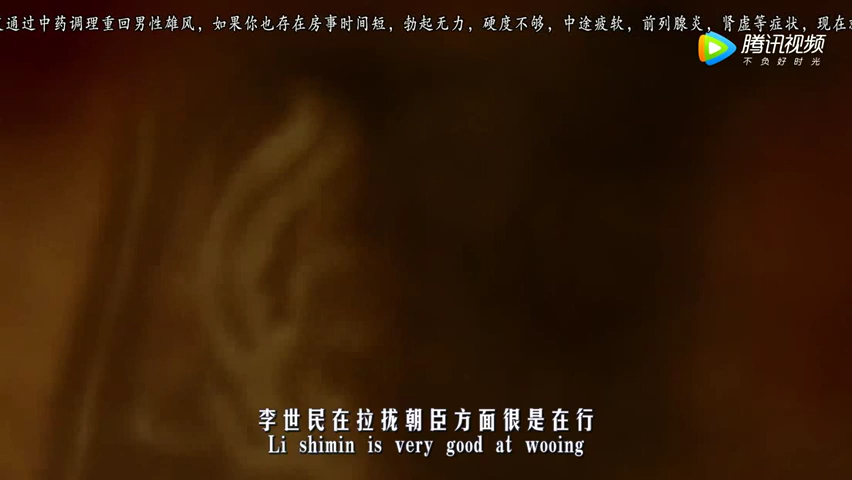 通过中药调理重回男性雄风，如果你也存在房事时间短，勃起无力，硬度不够，中途疲软，前列腺炎，肾虚等症状，现在
腾讯视频
不负好时光
李世民在拉拢朝臣方面很是在行
Li shimin is very good at wooing